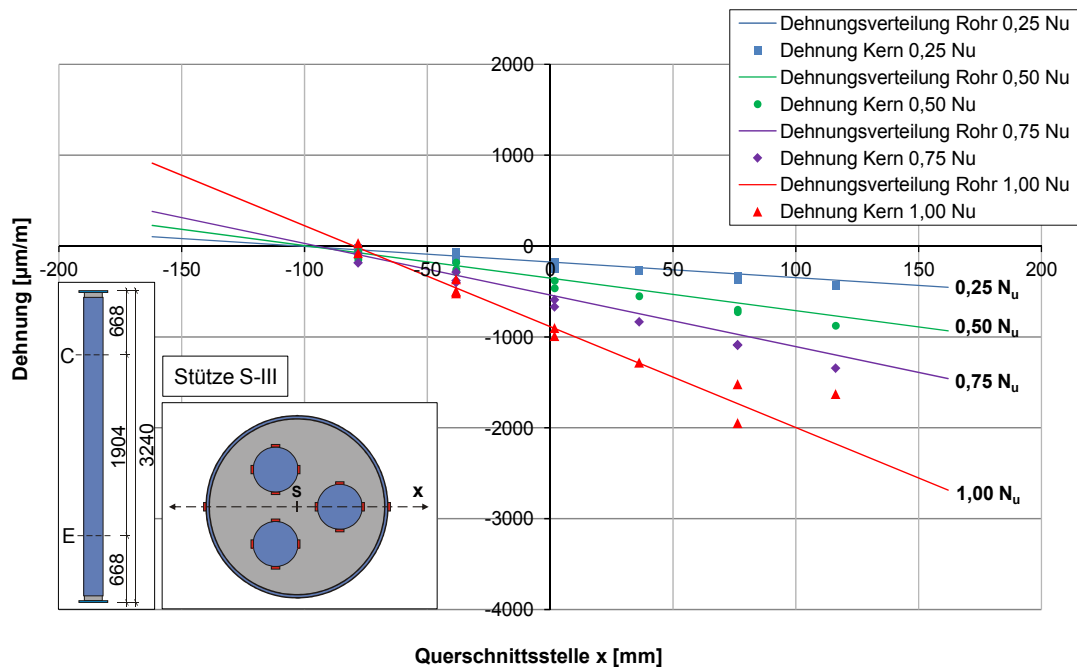 Dehnungsverteilung Rohr 0,25 Nu
Dehnung Kern 0,25 Nu
Dehnungsverteilung Rohr 0,50 Nu
Dehnung Kern 0,50 Nu
Dehnungsverteilung Rohr 0,75 Nu
Dehnung Kern 0,75 Nu
Dehnungsverteilung Rohr 1,00 Nu
Dehnung Kern 1,00 Nu
2000
1000
0
-1000
-2000
-3000
-4000
-200
-150
-100
-50
0
50
100
150
200
Dehnung [µm/m]
0,25 Nu
0,50 Nu
0,75 Nu
1,00 Nu
668
C
1904
3240
E
668
Stütze S-III
S
x
Querschnittsstelle x [mm]